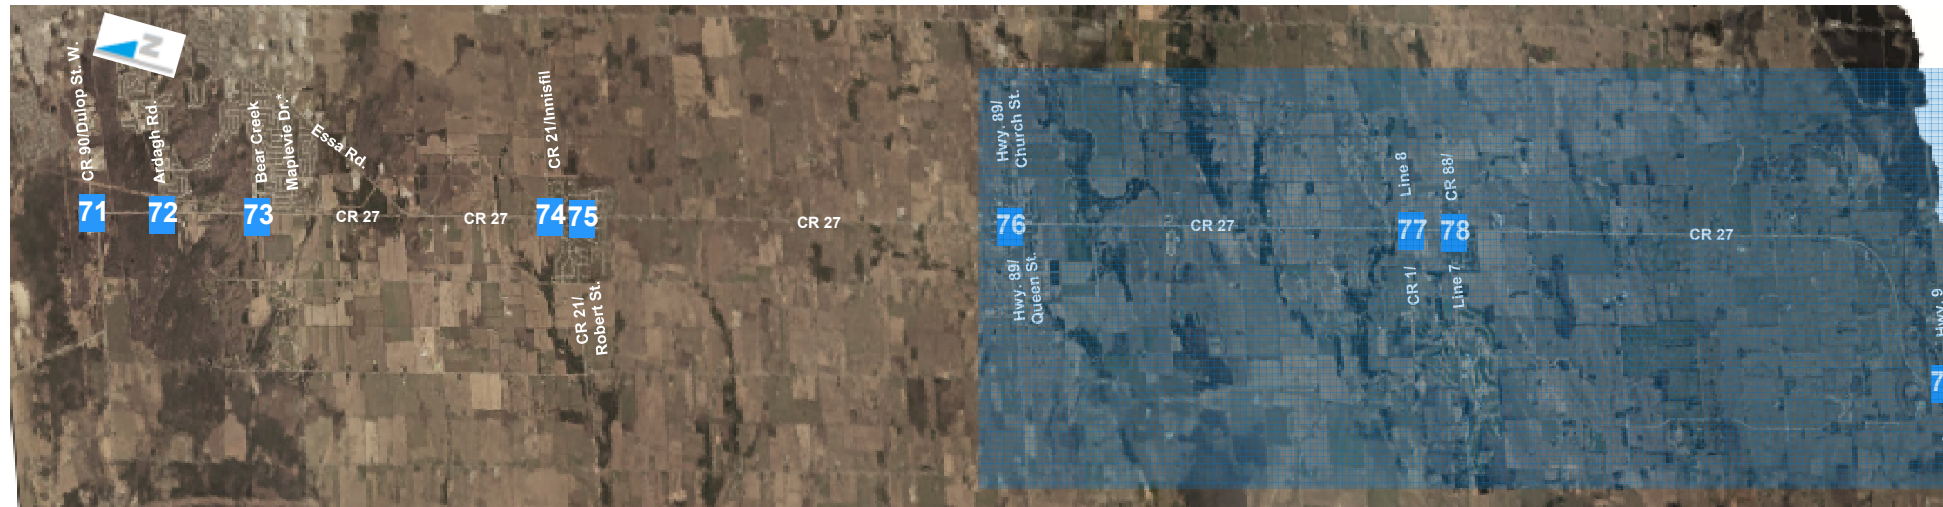 N
CR 90/Dulop St. W.
Ardagh Rd.
Bear Creek
Maplevie Dr.*
Essa Rd.
CR 21/Innisfil
Hwy. 89/
Church St.
Line 8
CR 88/
71
72
73
CR 27
CR 27
74
75
CR 27
76
CR 27
77
78
CR 27
CR 21/
Robert St.
Hwy. 89/
Queen St.
CR 1/
Line 7
Hwy. 9
7